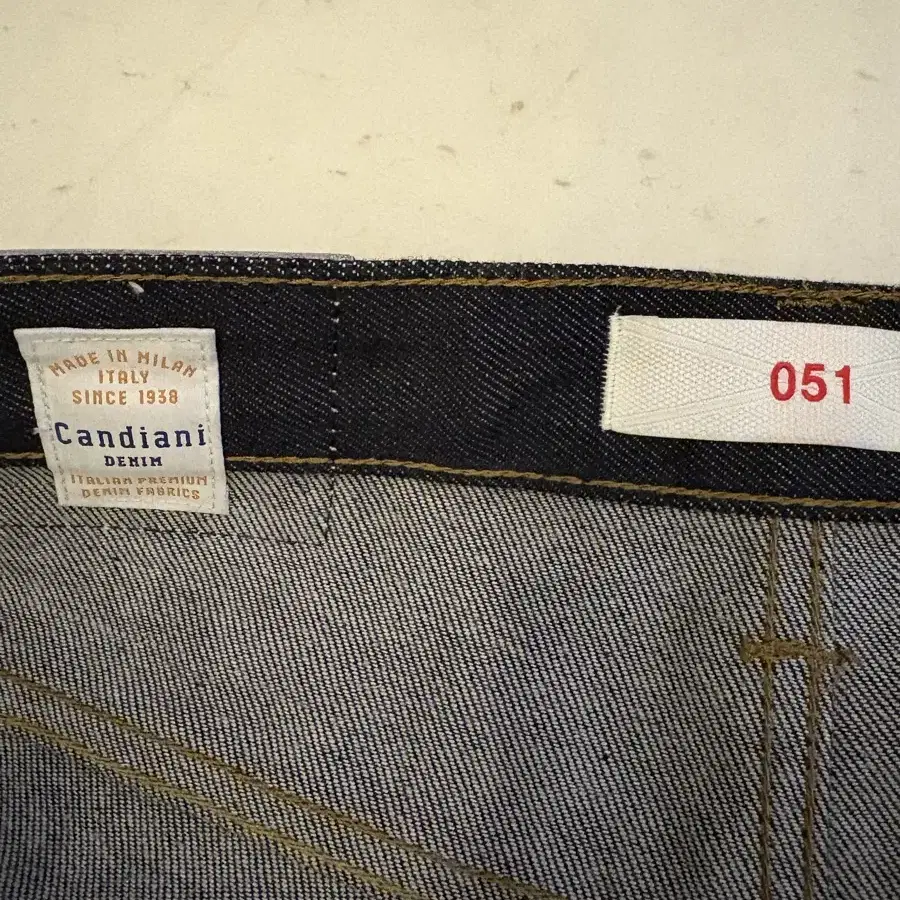 MADE IN MILAN
ITALY
SINCE 1938
Candiani
DENIM
ITALIAN PREMIUM
DENIM FABRICS
051